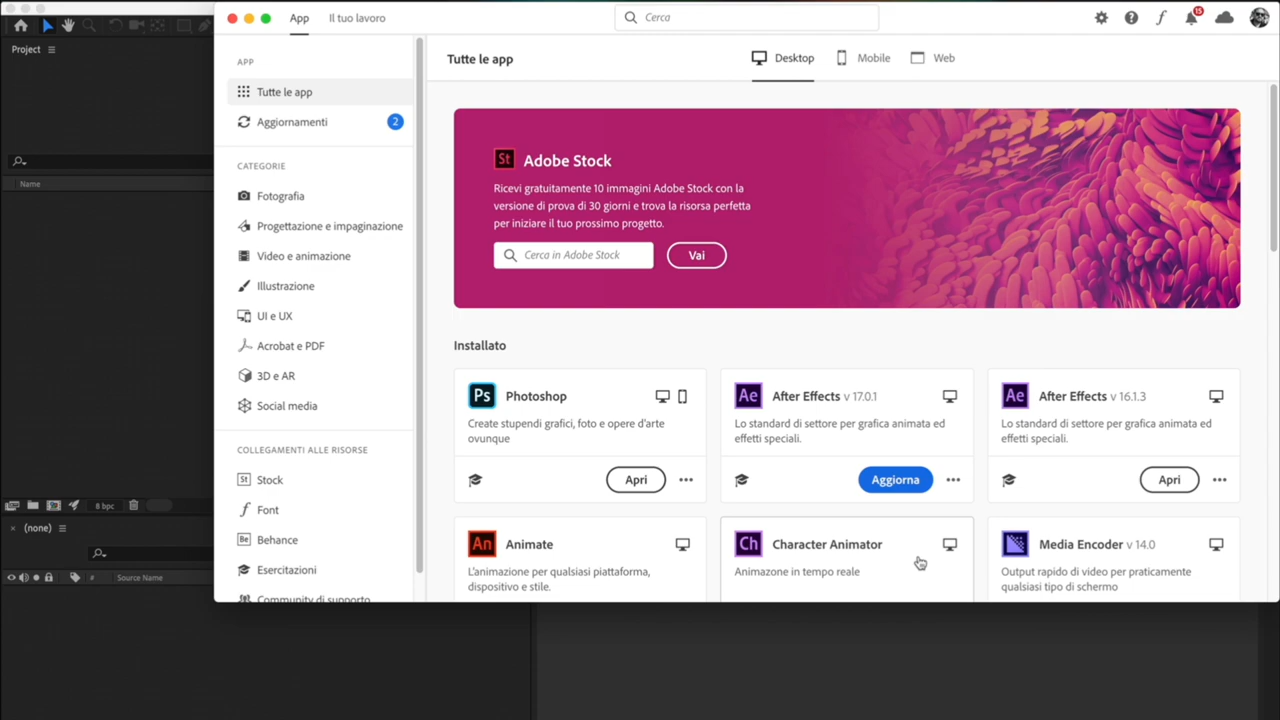 App
Il tuo lavoro
Cerca
15
Project
APP
Tutte le app
Aggiornamenti
2
CATEGORIE
Fotografia
Progettazione e impaginazione
Video e animazione
Illustrazione
UI e UX
Acrobat e PDF
3D e AR
Social media
COLLEGAMENTI ALLE RISORSE
St Stock
Font
Be Behance
Esercitazioni
Community di supporto
Name
8 bpc
(none)
#
Source Name
Tutte le app
Desktop
Mobile
Web
St Adobe Stock
Ricevi gratuitamente 10 immagini Adobe Stock con la
versione di prova di 30 giorni e trova la risorsa perfetta
per iniziare il tuo prossimo progetto.
Cerca in Adobe Stock
Vai
Installato
Ps Photoshop
Create stupendi grafici, foto e opere d'arte
ovunque
Apri
Ae After Effects v 17.0.1
Lo standard di settore per grafica animata ed
effetti speciali.
Aggiorna
Ae After Effects v 16.1.3
Lo standard di settore per grafica animata ed
effetti speciali.
Apri
An Animate
L'animazione per qualsiasi piattaforma,
dispositivo e stile.
Ch Character Animator
Animazone in tempo reale
Media Encoder v 14.0
Output rapido di video per praticamente
qualsiasi tipo di schermo